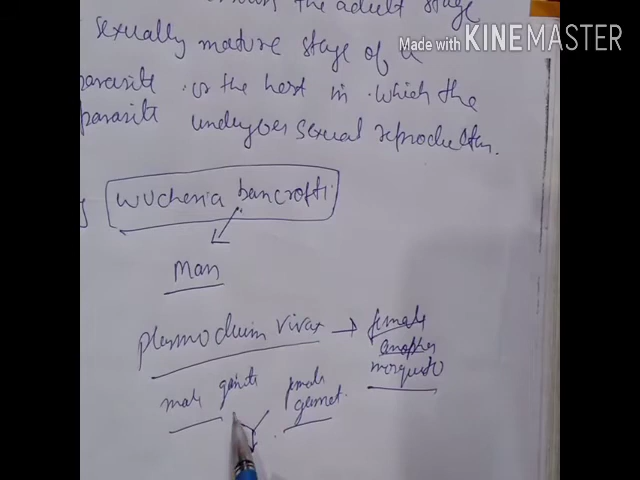 the adult stage
Made with KINEMASTER
sexually mature stage of a
parasite . or the host in . which the
parasite undergoes sexual reproduction.
wucheria bancrofti
man
plasmodium vivax → female
mosquito
male gamete female
gamet.